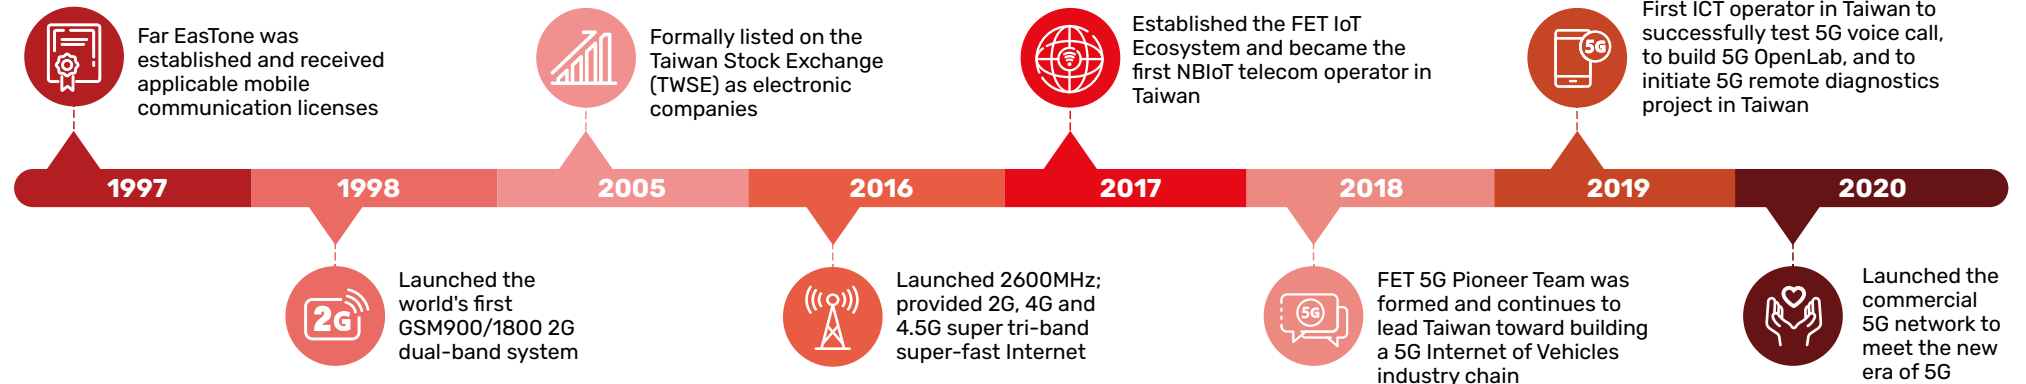 Far EasTone was
established and received
applicable mobile
communication licenses
Formally listed on the
Taiwan Stock Exchange
(TWSE) as electronic
companies
Established the FET IoT
Ecosystem and became the
first NBIoT telecom operator in
Taiwan
5G
First ICT operator in Taiwan to
successfully test 5G voice call,
to build 5G OpenLab, and to
initiate 5G remote diagnostics
project in Taiwan
1997
1998
2005
2016
2017
2018
2019
2020
2G
Launched the
world's first
GSM900/1800 2G
dual-band system
Launched 2600MHz;
provided 2G, 4G and
4.5G super tri-band
super-fast Internet
5G
FET 5G Pioneer Team was
formed and continues to
lead Taiwan toward building
a 5G Internet of Vehicles
industry chain
Launched the
commercial
5G network to
meet the new
era of 5G